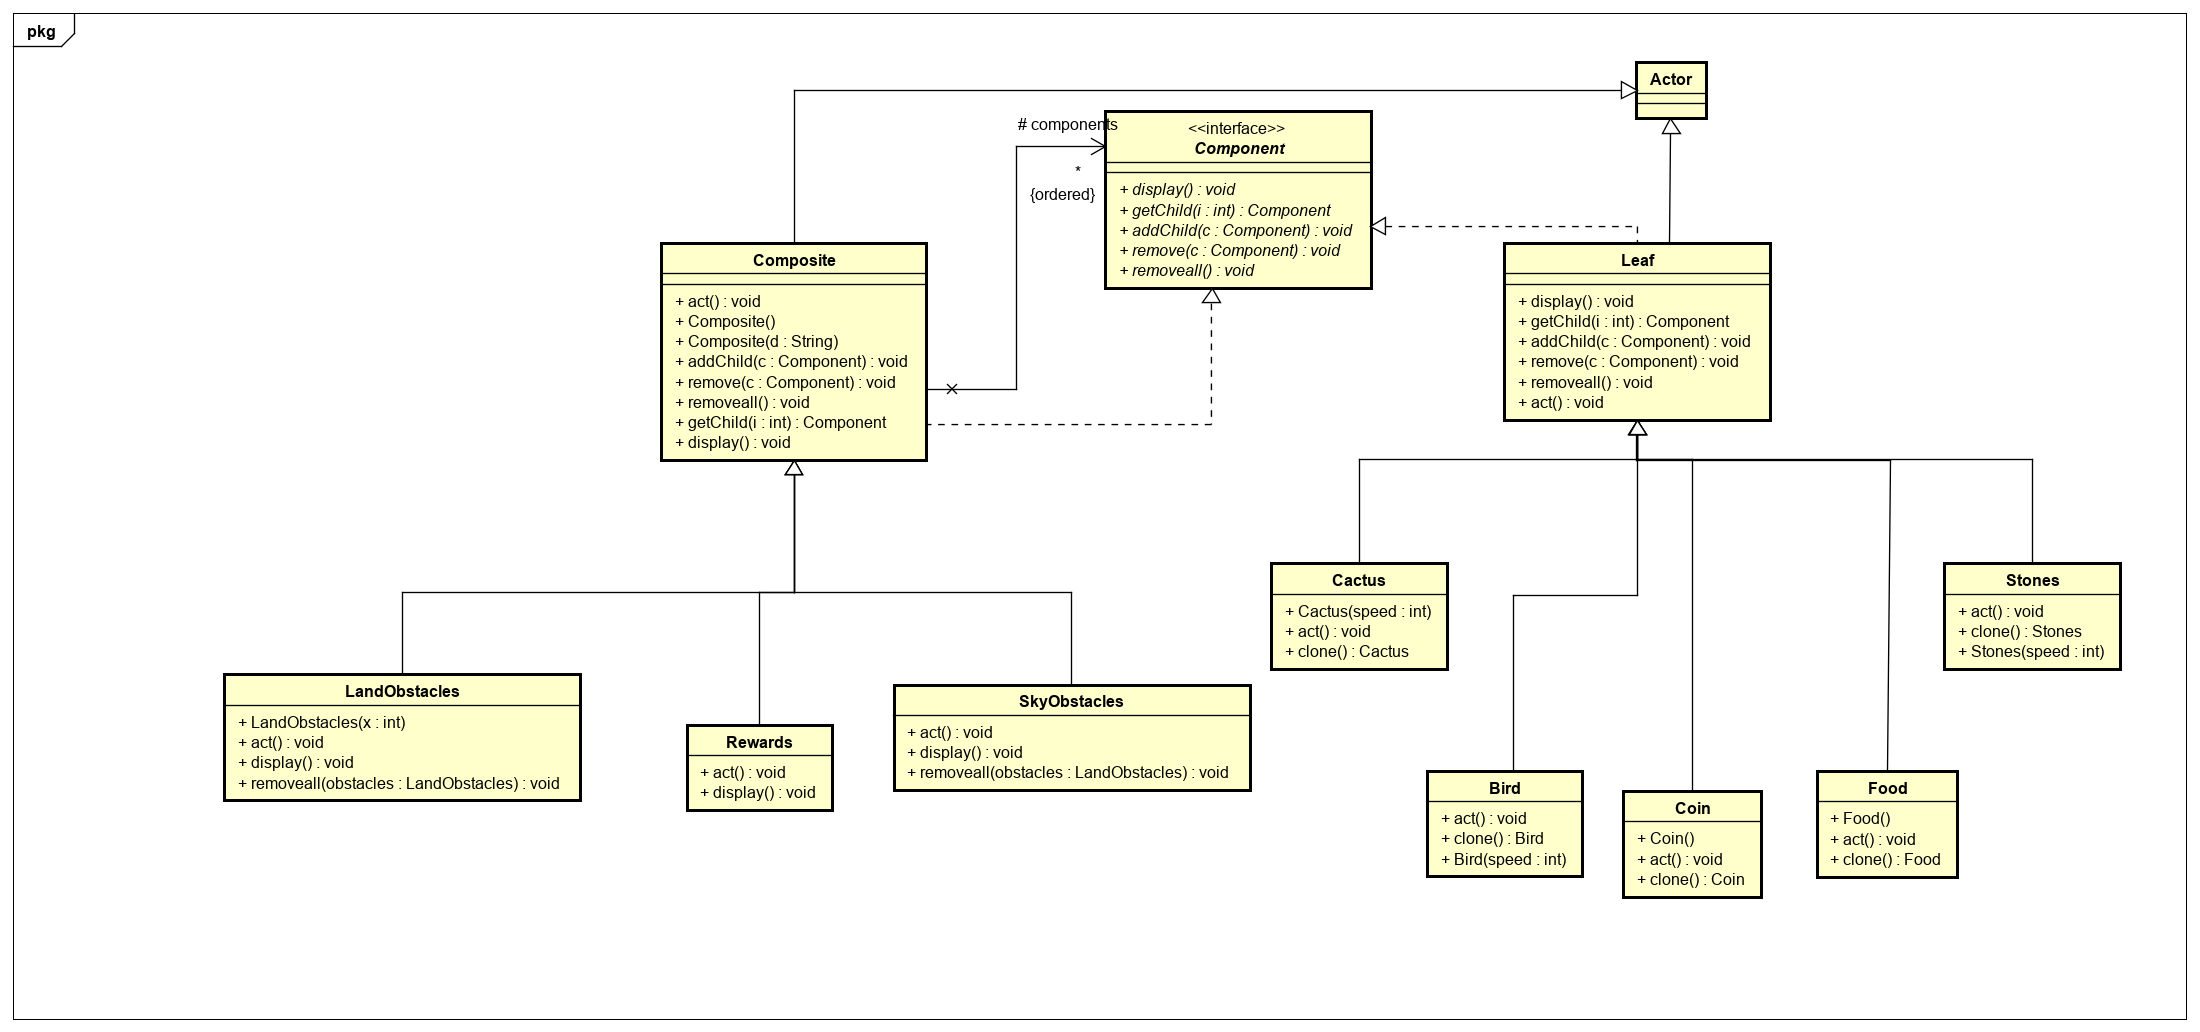 pkg
Actor
# components
*
{ordered}
<<interface>>
Component
+ display() : void
+ getChild(i : int) : Component
+ addChild(c : Component) : void
+ remove(c : Component) : void
+ removeall() : void
Composite
+ act() : void
+ Composite()
+ Composite(d : String)
+ addChild(c : Component) : void
+ remove(c : Component) : void
+ removeall() : void
+ getChild(i : int) : Component
+ display() : void
Leaf
+ display() : void
+ getChild(i : int) : Component
+ addChild(c : Component) : void
+ remove(c : Component) : void
+ removeall() : void
+ act() : void
Cactus
+ Cactus(speed : int)
+ act() : void
+ clone() : Cactus
Stones
+ act() : void
+ clone() : Stones
+ Stones(speed : int)
LandObstacles
+ LandObstacles(x : int)
+ act() : void
+ display() : void
+ removeall(obstacles : LandObstacles) : void
Rewards
+ act() : void
+ display() : void
SkyObstacles
+ act() : void
+ display() : void
+ removeall(obstacles : LandObstacles) : void
Bird
+ act() : void
+ clone() : Bird
+ Bird(speed : int)
Coin
+ Coin()
+ act() : void
+ clone() : Coin
Food
+ Food()
+ act() : void
+ clone() : Food